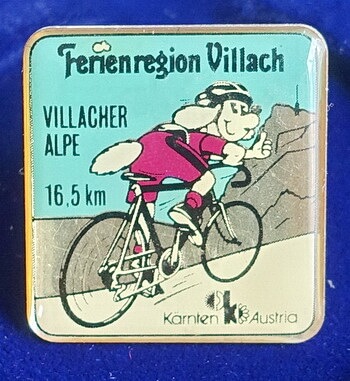 Ferienregion Villach
VILLACHER
ALPE
16,5 km
Kärnten k Austria